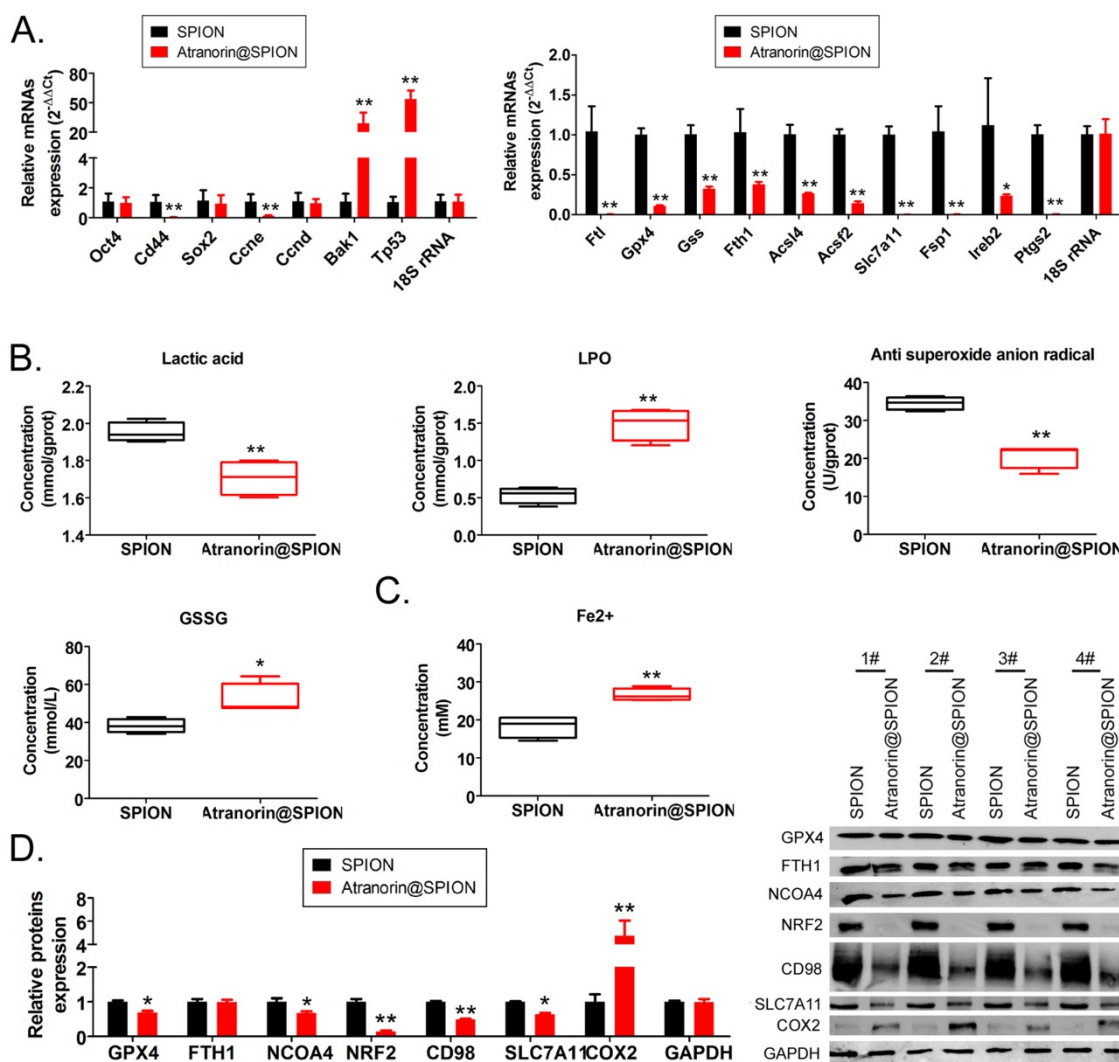 A.
SPION
Atranorin@SPION
Relative mRNAs
expression (2-ΔΔCt)
80
50
20
4
2
0
**
**
**
**
Oct4
Cd44
Sox2
Ccne
Ccnd
Bak1
Tp53
18S rRNA
SPION
Atranorin@SPION
Relative mRNAs
expression (2-ΔΔCt)
2.0
1.5
1.0
0.5
0.0
**
**
**
**
**
**
**
**
*
**
Ftl
Gpx4
Gss
Fth1
Acsl4
Acsf2
Slc7a11
Fsp1
Ireb2
Ptgs2
18S rRNA
B.
Lactic acid
Concentration
(mmol/gprot)
2.2
2.0
1.8
1.6
1.4
**
SPION
Atranorin@SPION
LPO
Concentration
(mmol/gprot)
2.0
1.5
1.0
0.5
0.0
**
SPION
Atranorin@SPION
Anti superoxide anion radical
Concentration
(U/gprot)
40
30
20
10
0
**
SPION
Atranorin@SPION
GSSG
Concentration
(mmol/L)
80
60
40
20
0
*
SPION
Atranorin@SPION
C.
Fe2+
Concentration
(mM)
40
30
20
10
0
**
SPION
Atranorin@SPION
D.
SPION
Atranorin@SPION
Relative proteins
expression
8
6
4
2
1
0
*
*
**
**
*
**
GPX4
FTH1
NCOA4
NRF2
CD98
SLC7A11
COX2
GAPDH
1#
2#
3#
4#
SPION
Atranorin@SPION
SPION
Atranorin@SPION
SPION
Atranorin@SPION
SPION
Atranorin@SPION
GPX4
FTH1
NCOA4
NRF2
CD98
SLC7A11
COX2
GAPDH